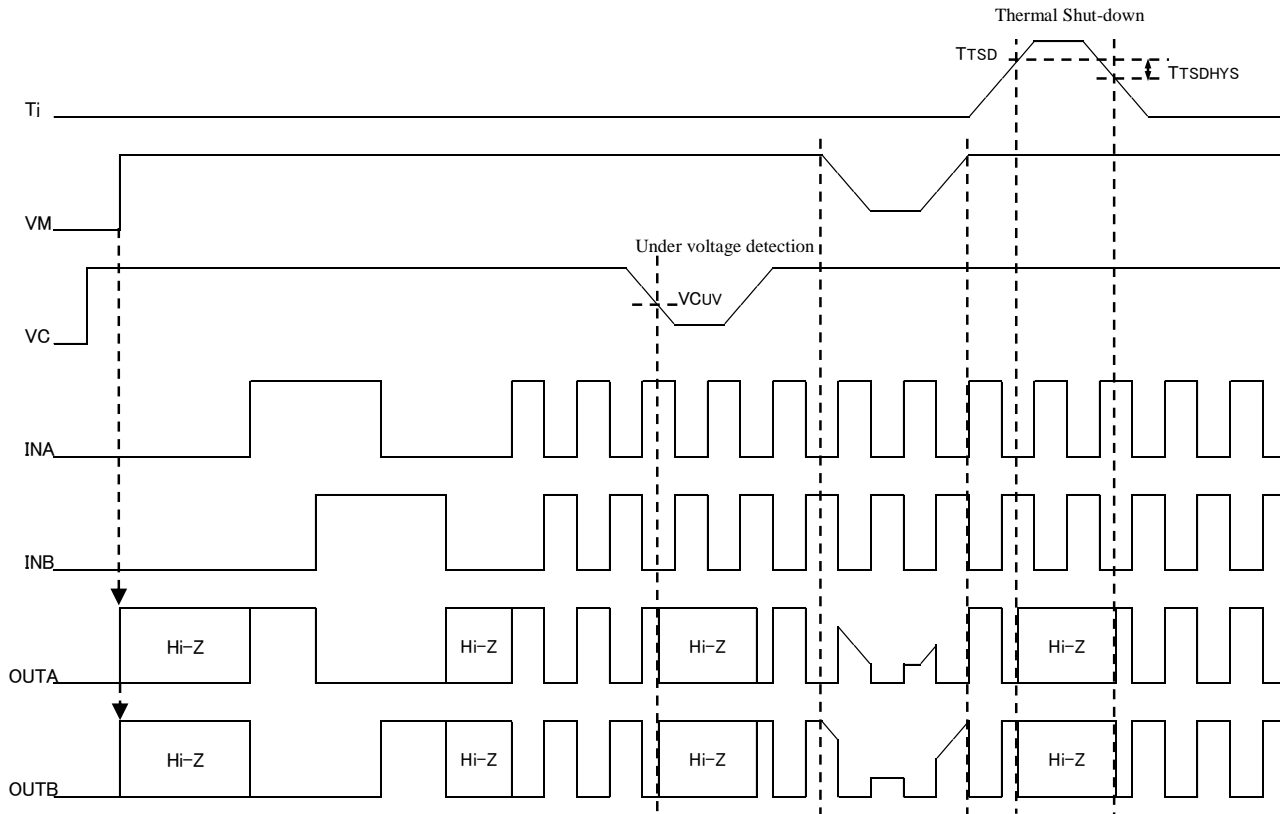 Thermal Shut-down
TTSD
TTSDHYS
Ti
VM
Under voltage detection
VCUV
VC
INA
INB
Hi-Z Hi-Z Hi-Z Hi-Z
OUTA
Hi-Z Hi-Z Hi-Z Hi-Z
OUTB